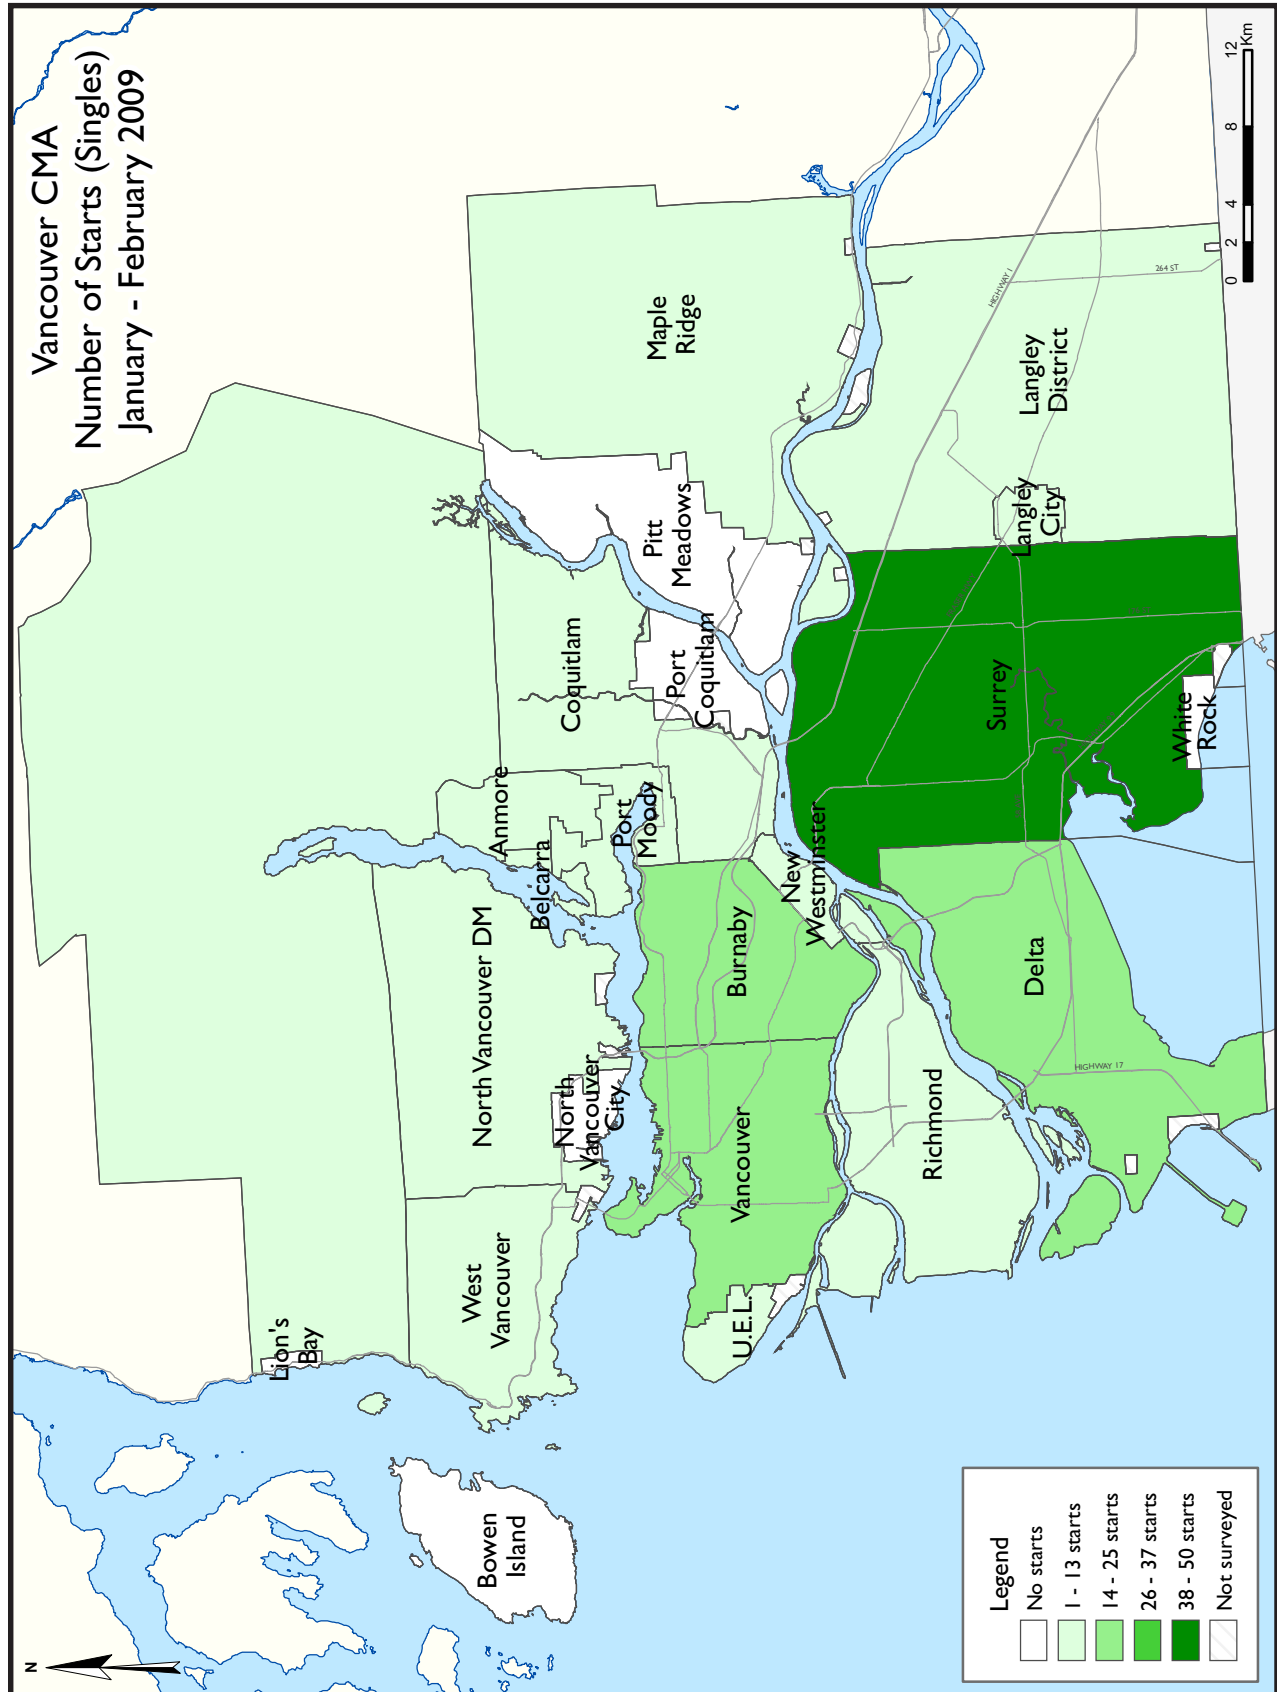 Vancouver CMA
Number of Starts (Singles)
January - February 2009
N
Lion's
Bay
Bowen
Island
West
Vancouver
North Vancouver DM
North
Vancouver
City
Anmore
Belcarra
Port
Moody
Coquitlam
Port
Coquitlam
Pitt
Meadows
Maple
Ridge
U.E.L.
Vancouver
Burnaby
New
Westminster
Richmond
Delta
Surrey
White
Rock
Langley
City
Langley
District
HIGHWAY 1
264 ST
HIGHWAY 17
Legend
No starts
1 - 13 starts
14 - 25 starts
26 - 37 starts
38 - 50 starts
Not surveyed
0 2 4 8 12
Km